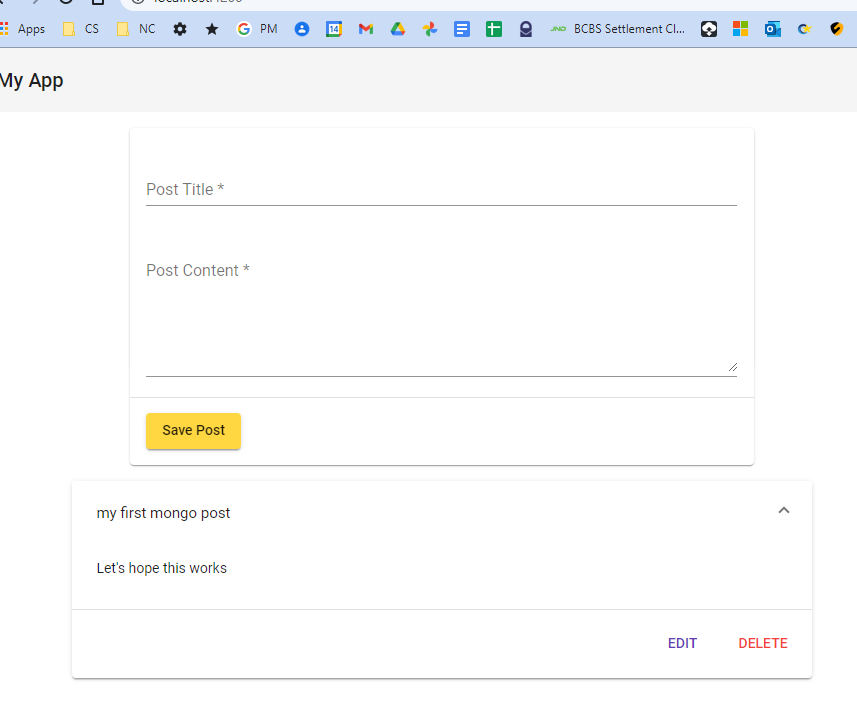 Apps CS NC PM 14 BCBS Settlement Cl...
My App
Post Title *
Post Content *
Save Post
my first mongo post
Let's hope this works
EDIT DELETE